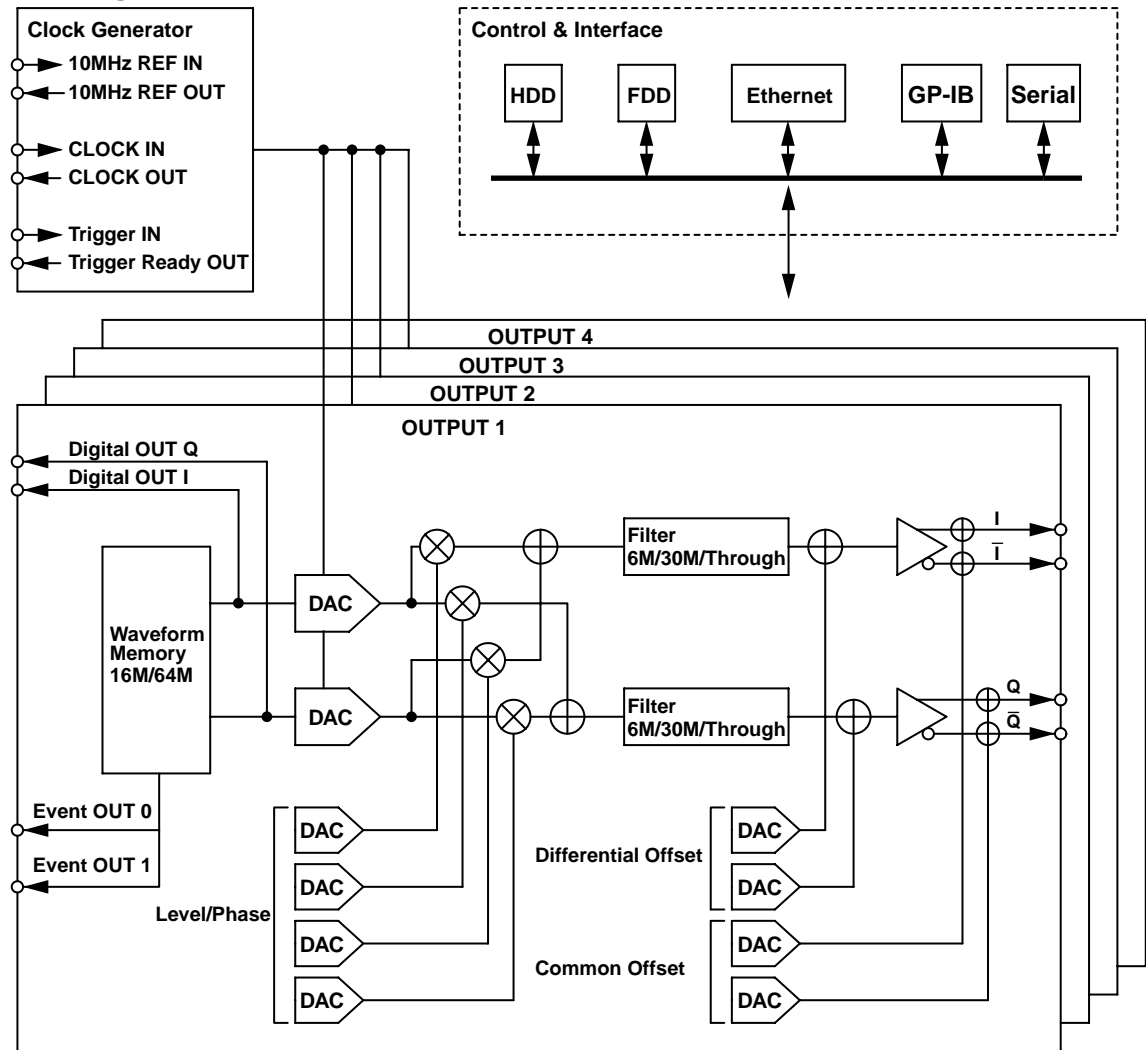 Clock Generator
10MHz REF IN
10MHz REF OUT
CLOCK IN
CLOCK OUT
Trigger IN
Trigger Ready OUT
Control & Interface
HDD
FDD
Ethernet
GP-IB
Serial
OUTPUT 4
OUTPUT 3
OUTPUT 2
OUTPUT 1
Digital OUT Q
Digital OUT I
Waveform
Memory
16M/64M
DAC
DAC
Filter
6M/30M/Through
Filter
6M/30M/Through
I
I̅
Q
Q̅
Event OUT 0
Event OUT 1
Level/Phase
DAC
DAC
DAC
DAC
Differential Offset
DAC
DAC
Common Offset
DAC
DAC